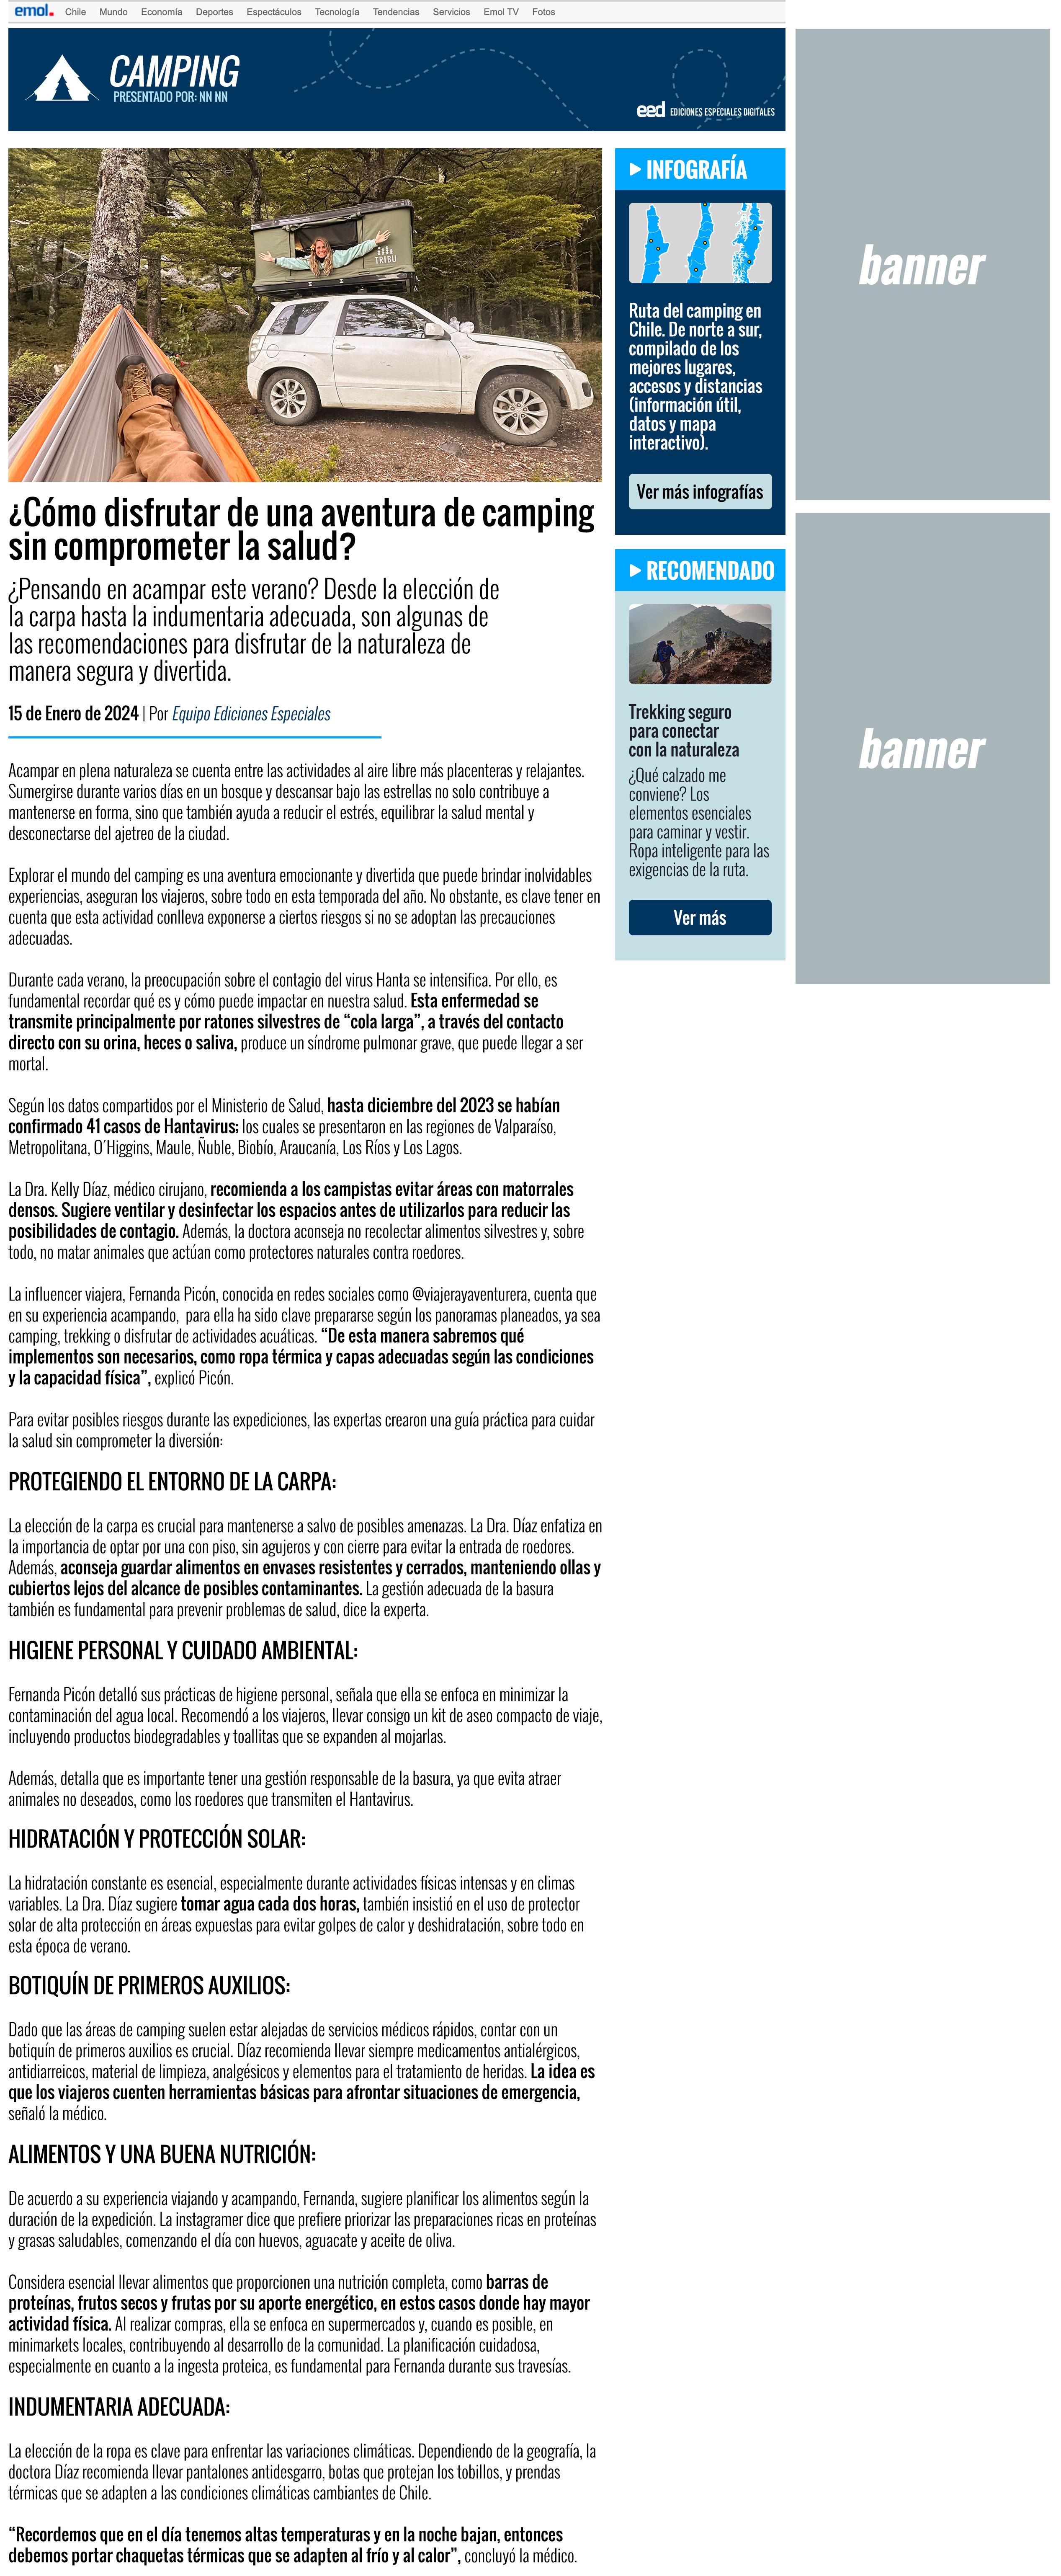 emol.
Chile Mundo Economía Deportes Espectáculos Tecnología Tendencias Servicios Emol TV Fotos
CAMPING
PRESENTADO POR: NN NN
eed EDICIONES ESPECIALES DIGITALES
TRIBU
¿Cómo disfrutar de una aventura de camping
sin comprometer la salud?
¿Pensando en acampar este verano? Desde la elección de
la carpa hasta la indumentaria adecuada, son algunas de
las recomendaciones para disfrutar de la naturaleza de
manera segura y divertida.
15 de Enero de 2024 | Por Equipo Ediciones Especiales
Acampar en plena naturaleza se cuenta entre las actividades al aire libre más placenteras y relajantes.
Sumergirse durante varios días en un bosque y descansar bajo las estrellas no solo contribuye a
mantenerse en forma, sino que también ayuda a reducir el estrés, equilibrar la salud mental y
desconectarse del ajetreo de la ciudad.
Explorar el mundo del camping es una aventura emocionante y divertida que puede brindar inolvidables
experiencias, aseguran los viajeros, sobre todo en esta temporada del año. No obstante, es clave tener en
cuenta que esta actividad conlleva exponerse a ciertos riesgos si no se adoptan las precauciones
adecuadas.
Durante cada verano, la preocupación sobre el contagio del virus Hanta se intensifica. Por ello, es
fundamental recordar qué es y cómo puede impactar en nuestra salud. Esta enfermedad se
transmite principalmente por ratones silvestres de “cola larga”, a través del contacto
directo con su orina, heces o saliva, produce un síndrome pulmonar grave, que puede llegar a ser
mortal.
Según los datos compartidos por el Ministerio de Salud, hasta diciembre del 2023 se habían
confirmado 41 casos de Hantavirus; los cuales se presentaron en las regiones de Valparaíso,
Metropolitana, O´Higgins, Maule, Ñuble, Biobío, Araucanía, Los Ríos y Los Lagos.
La Dra. Kelly Díaz, médico cirujano, recomienda a los campistas evitar áreas con matorrales
densos. Sugiere ventilar y desinfectar los espacios antes de utilizarlos para reducir las
posibilidades de contagio. Además, la doctora aconseja no recolectar alimentos silvestres y, sobre
todo, no matar animales que actúan como protectores naturales contra roedores.
La influencer viajera, Fernanda Picón, conocida en redes sociales como @viajerayaventurera, cuenta que
en su experiencia acampando, para ella ha sido clave prepararse según los panoramas planeados, ya sea
camping, trekking o disfrutar de actividades acuáticas. “De esta manera sabremos qué
implementos son necesarios, como ropa térmica y capas adecuadas según las condiciones
y la capacidad física”, explicó Picón.
Para evitar posibles riesgos durante las expediciones, las expertas crearon una guía práctica para cuidar
la salud sin comprometer la diversión:
PROTEGIENDO EL ENTORNO DE LA CARPA:
La elección de la carpa es crucial para mantenerse a salvo de posibles amenazas. La Dra. Díaz enfatiza en
la importancia de optar por una con piso, sin agujeros y con cierre para evitar la entrada de roedores.
Además, aconseja guardar alimentos en envases resistentes y cerrados, manteniendo ollas y
cubiertos lejos del alcance de posibles contaminantes. La gestión adecuada de la basura
también es fundamental para prevenir problemas de salud, dice la experta.
HIGIENE PERSONAL Y CUIDADO AMBIENTAL:
Fernanda Picón detalló sus prácticas de higiene personal, señala que ella se enfoca en minimizar la
contaminación del agua local. Recomendó a los viajeros, llevar consigo un kit de aseo compacto de viaje,
incluyendo productos biodegradables y toallitas que se expanden al mojarlas.
Además, detalla que es importante tener una gestión responsable de la basura, ya que evita atraer
animales no deseados, como los roedores que transmiten el Hantavirus.
HIDRATACIÓN Y PROTECCIÓN SOLAR:
La hidratación constante es esencial, especialmente durante actividades físicas intensas y en climas
variables. La Dra. Díaz sugiere tomar agua cada dos horas, también insistió en el uso de protector
solar de alta protección en áreas expuestas para evitar golpes de calor y deshidratación, sobre todo en
esta época de verano.
BOTIQUÍN DE PRIMEROS AUXILIOS:
Dado que las áreas de camping suelen estar alejadas de servicios médicos rápidos, contar con un
botiquín de primeros auxilios es crucial. Díaz recomienda llevar siempre medicamentos antialérgicos,
antidiarreicos, material de limpieza, analgésicos y elementos para el tratamiento de heridas. La idea es
que los viajeros cuenten herramientas básicas para afrontar situaciones de emergencia,
señaló la médico.
ALIMENTOS Y UNA BUENA NUTRICIÓN:
De acuerdo a su experiencia viajando y acampando, Fernanda, sugiere planificar los alimentos según la
duración de la expedición. La instagramer dice que prefiere priorizar las preparaciones ricas en proteínas
y grasas saludables, comenzando el día con huevos, aguacate y aceite de oliva.
Considera esencial llevar alimentos que proporcionen una nutrición completa, como barras de
proteínas, frutos secos y frutas por su aporte energético, en estos casos donde hay mayor
actividad física. Al realizar compras, ella se enfoca en supermercados y, cuando es posible, en
minimarkets locales, contribuyendo al desarrollo de la comunidad. La planificación cuidadosa,
especialmente en cuanto a la ingesta proteica, es fundamental para Fernanda durante sus travesías.
INDUMENTARIA ADECUADA:
La elección de la ropa es clave para enfrentar las variaciones climáticas. Dependiendo de la geografía, la
doctora Díaz recomienda llevar pantalones antidesgarro, botas que protejan los tobillos, y prendas
térmicas que se adapten a las condiciones climáticas cambiantes de Chile.
“Recordemos que en el día tenemos altas temperaturas y en la noche bajan, entonces
debemos portar chaquetas térmicas que se adapten al frío y al calor”, concluyó la médico.
INFOGRAFÍA
Ruta del camping en
Chile. De norte a sur,
compilado de los
mejores lugares,
accesos y distancias
(información útil,
datos y mapa
interactivo).
Ver más infografías
RECOMENDADO
Trekking seguro
para conectar
con la naturaleza
¿Qué calzado me
conviene? Los
elementos esenciales
para caminar y vestir.
Ropa inteligente para las
exigencias de la ruta.
Ver más
banner
banner